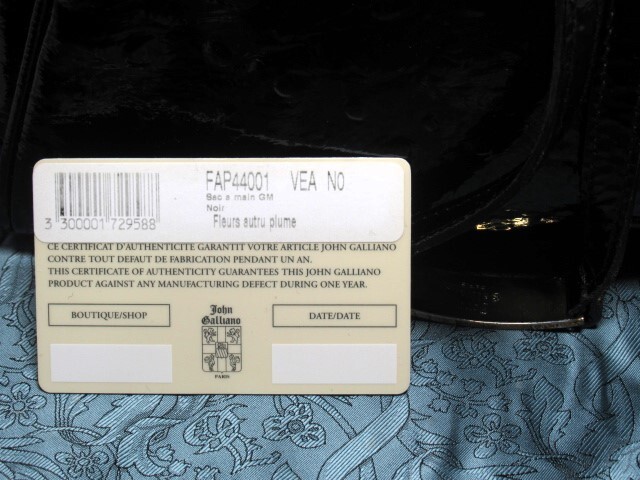 FAP44001 VEA N0
Sac a main GM
Noir
Fleurs autru plume
3 300001 729588
CE CERTIFICAT D'AUTHENTICITE GARANTIT VOTRE ARTICLE JOHN GALLIANO
CONTRE TOUT DEFAUT DE FABRICATION PENDANT UN AN.
THIS CERTIFICATE OF AUTHENTICITY GUARANTEES THIS JOHN GALLIANO
PRODUCT AGAINST ANY MANUFACTURING DEFECT DURING ONE YEAR.
BOUTIQUE/SHOP
John
Galliano
PARIS
DATE/DATE